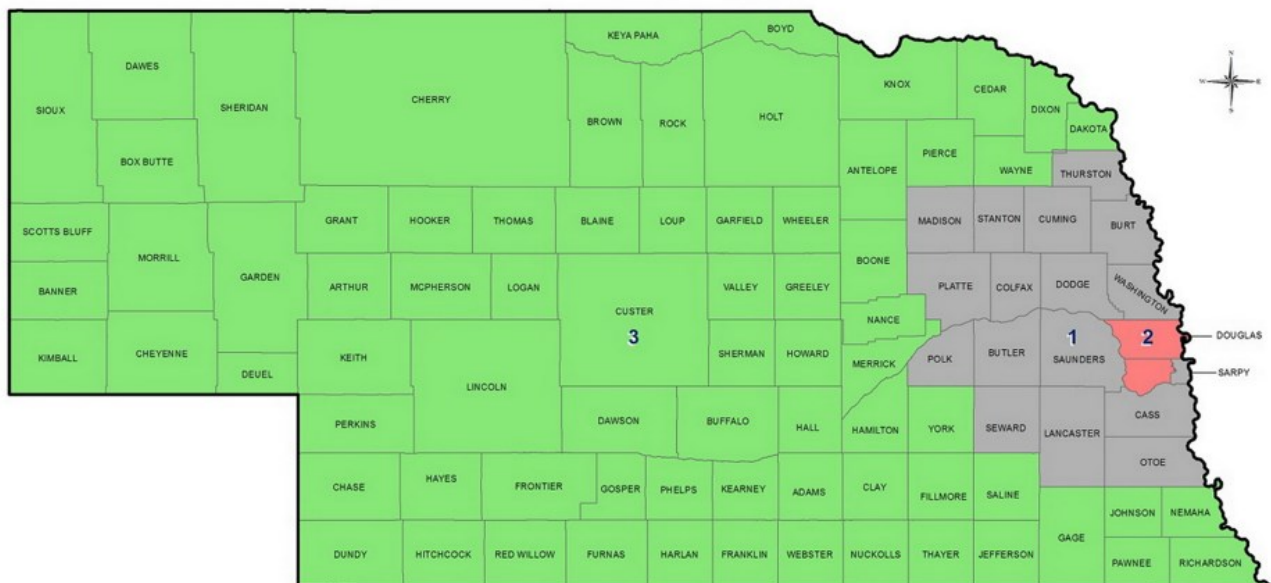 KEYA PAHA
BOYD
N
W E
S
SIOUX
DAWES
SHERIDAN
CHERRY
BROWN
ROCK
HOLT
KNOX
CEDAR
DIXON
DAKOTA
BOX BUTTE
ANTELOPE
PIERCE
WAYNE
THURSTON
SCOTTS BLUFF
MORRILL
GARDEN
GRANT
HOOKER
THOMAS
BLAINE
LOUP
GARFIELD
WHEELER
MADISON
STANTON
CUMING
BURT
BANNER
ARTHUR
MCPHERSON
LOGAN
CUSTER
3
VALLEY
GREELEY
BOONE
PLATTE
COLFAX
DODGE
WASHINGTON
KIMBALL
CHEYENNE
DEUEL
KEITH
LINCOLN
SHERMAN
HOWARD
NANCE
MERRICK
POLK
BUTLER
1
SAUNDERS
2
DOUGLAS
SARPY
PERKINS
DAWSON
BUFFALO
HALL
HAMILTON
YORK
SEWARD
LANCASTER
CASS
OTOE
CHASE
HAYES
FRONTIER
GOSPER
PHELPS
KEARNEY
ADAMS
CLAY
FILLMORE
SALINE
GAGE
JOHNSON
NEMAHA
DUNDY
HITCHCOCK
RED WILLOW
FURNAS
HARLAN
FRANKLIN
WEBSTER
NUCKOLLS
THAYER
JEFFERSON
PAWNEE
RICHARDSON